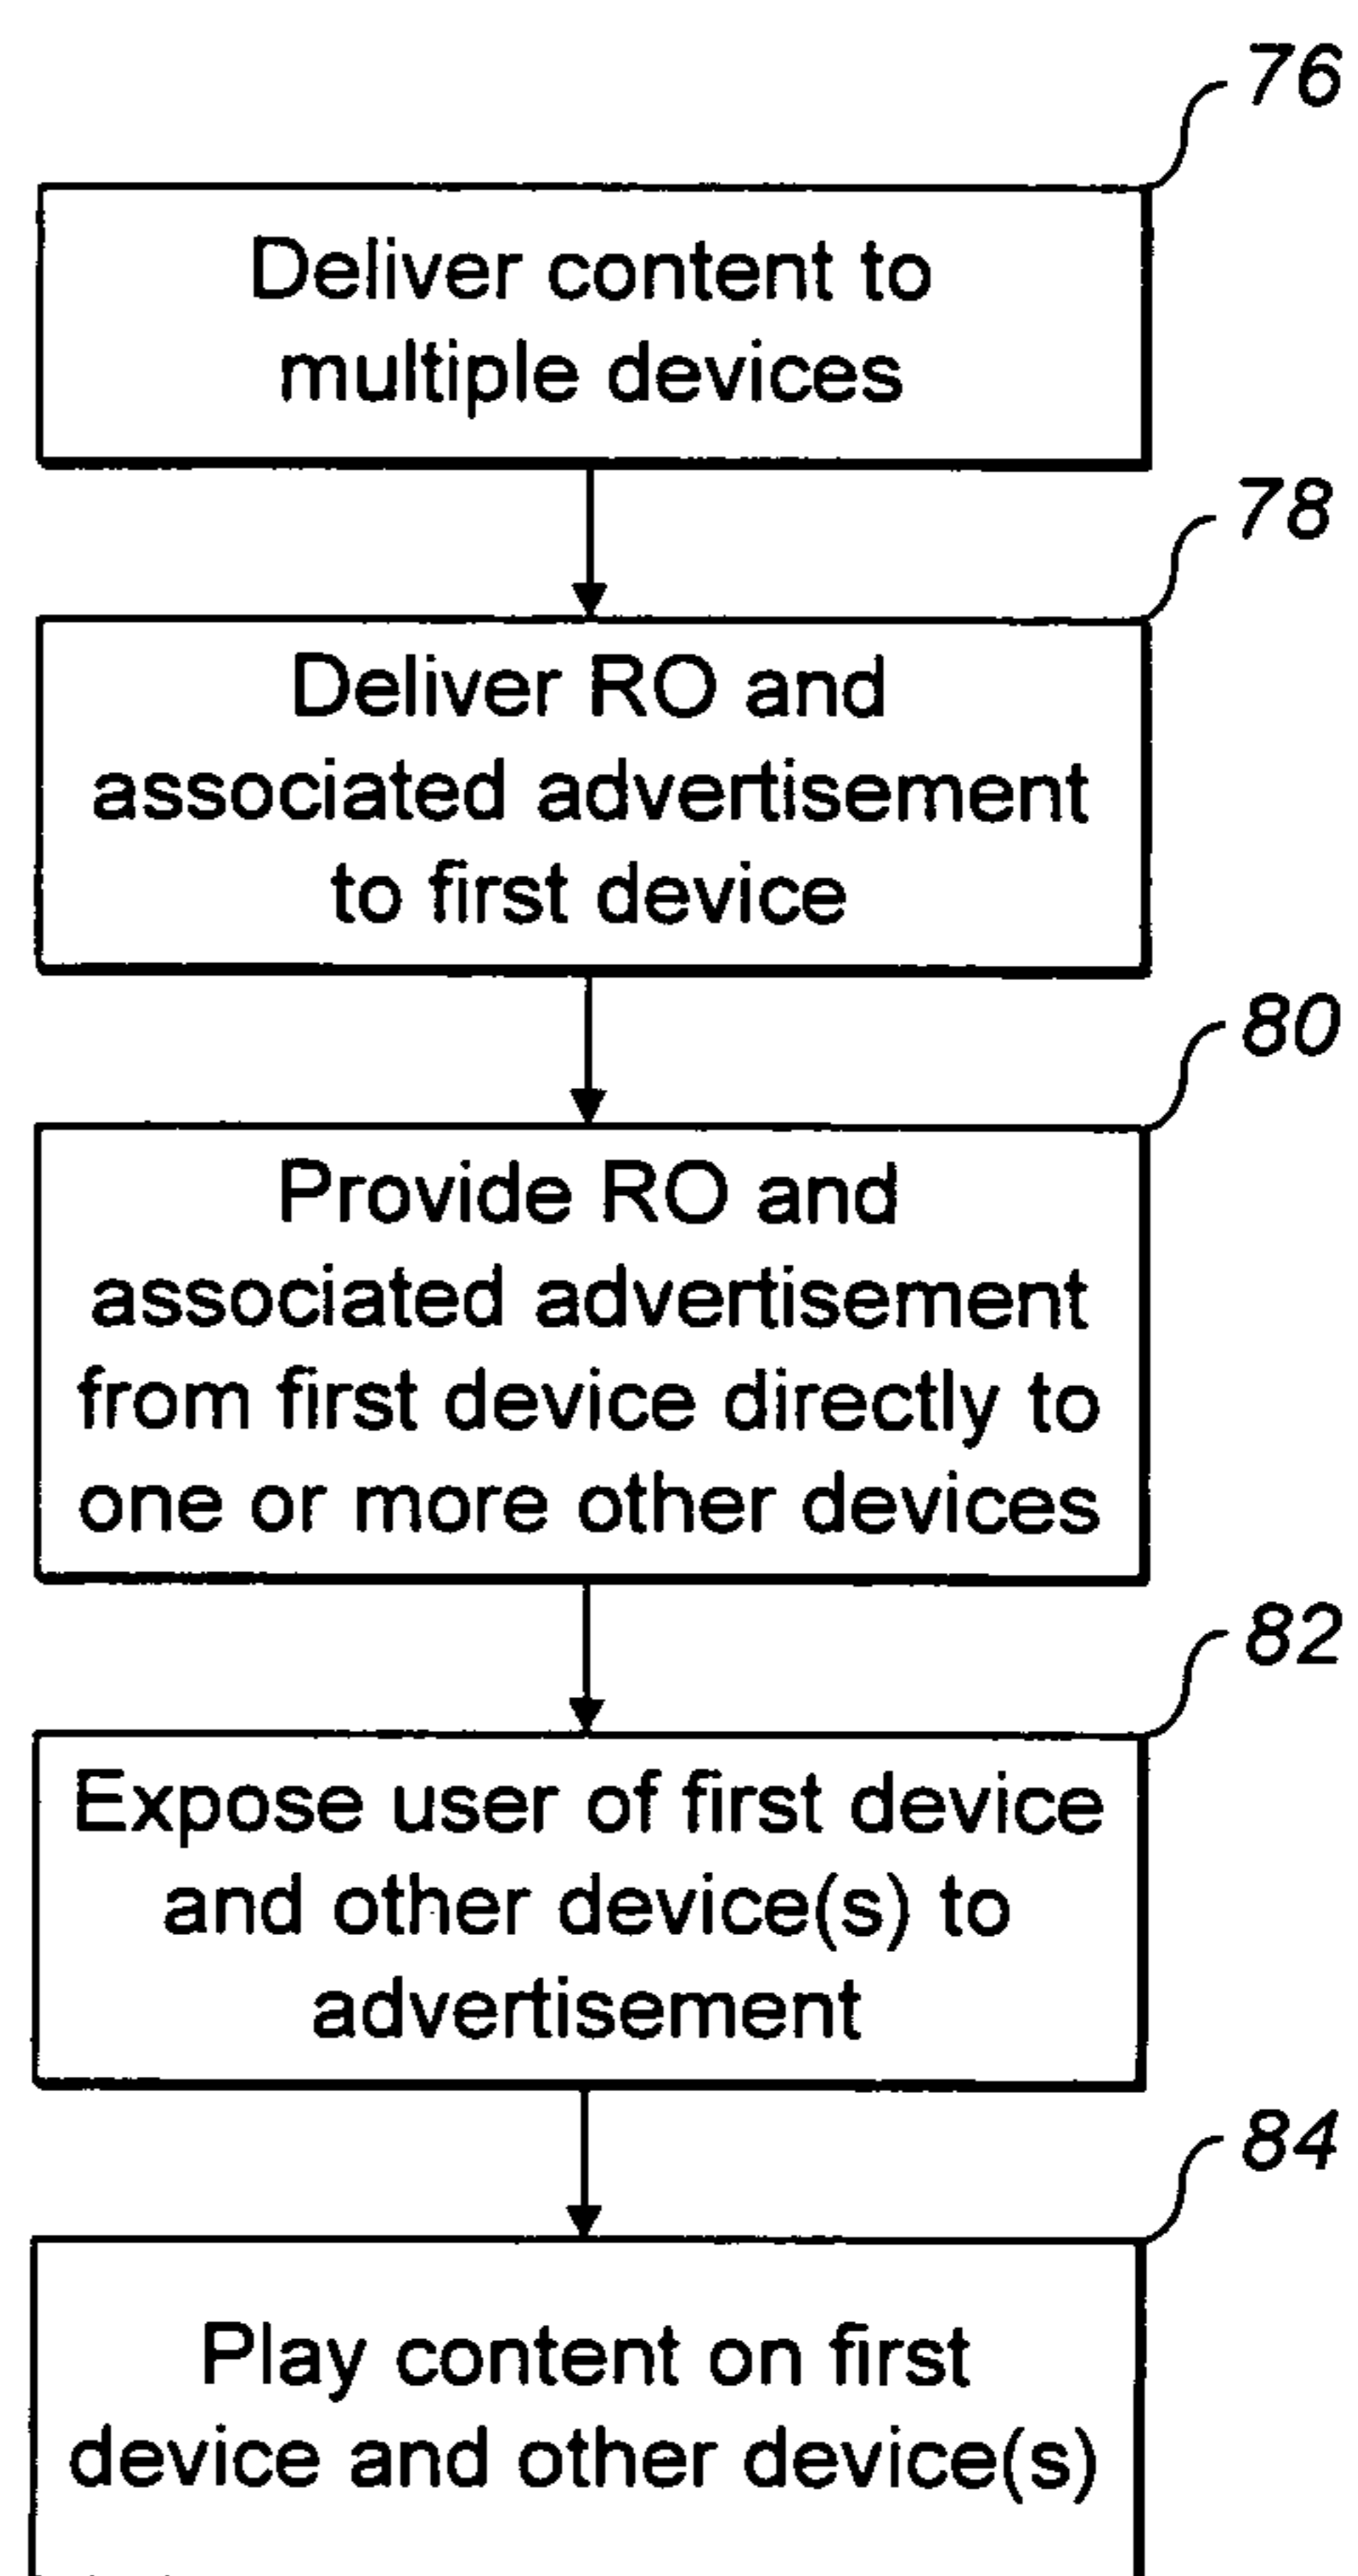 76
Deliver content to
multiple devices
78
Deliver RO and
associated advertisement
to first device
80
Provide RO and
associated advertisement
from first device directly to
one or more other devices
82
Expose user of first device
and other device(s) to
advertisement
84
Play content on first
device and other device(s)